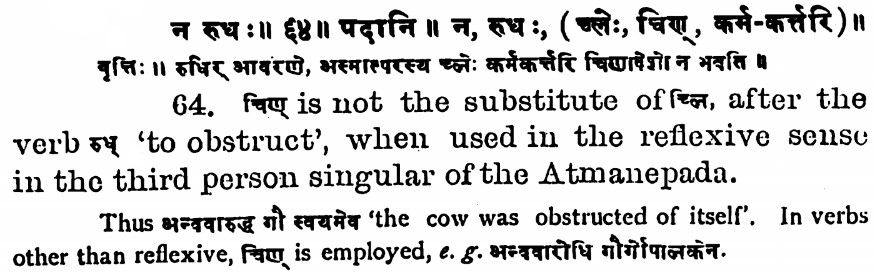 न रुधः॥ ६४॥ पदानि ॥ न, रुधः, (च्लेः, चिण्, कर्म-कर्त्तरि)॥
वृत्तिः ॥ रुधिर् आवरणे, अस्मात्परस्य च्लेः कर्मकर्त्तरि चिणादेशो न भवति ॥
64. चिण् is not the substitute of च्लि, after the
verb रुध् 'to obstruct', when used in the reflexive sense
in the third person singular of the Atmanepada.
Thus अन्ववारुद्ध गौ स्वयमेव 'the cow was obstructed of itself'. In verbs
other than reflexive, चिण् is employed, e. g. अन्ववारोधि गौर्गोपालकेन.